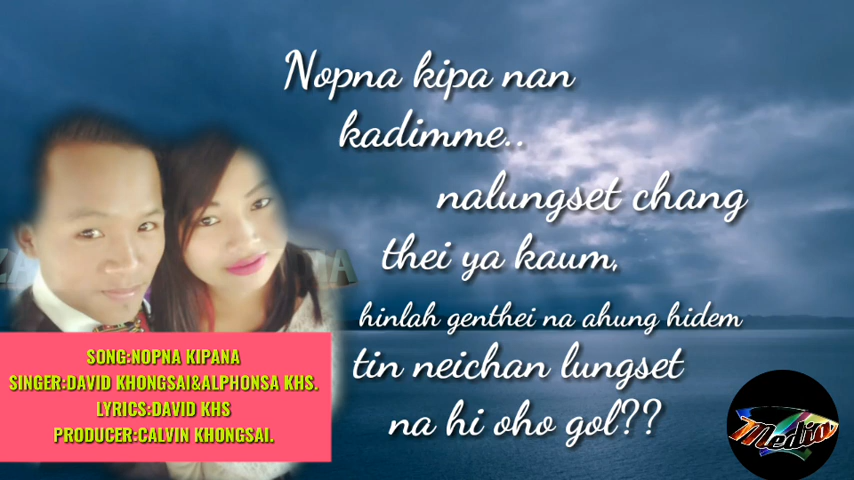 Nopna kipa nan
kadimme..
nalungset chang
thei ya kaum,
hinlah genthei na ahung hidem
tin neichan lungset
na hi oho gol??
SONG:NOPNA KIPANA
SINGER:DAVID KHONGSAI&ALPHONSA KHS.
LYRICS:DAVID KHS
PRODUCER:CALVIN KHONGSAI.
Media